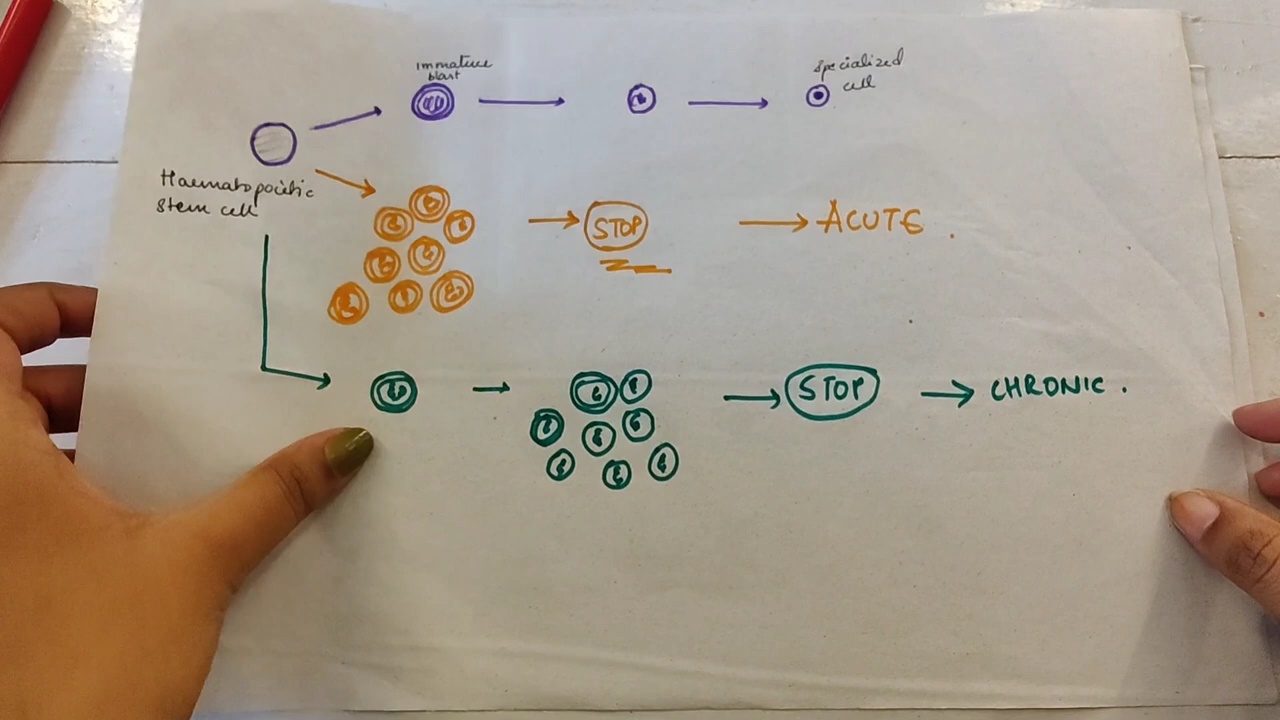 immature
blast
specialized
cell
Haematopoietic
stem cell
STOP
ACUTE.
STOP
CHRONIC.